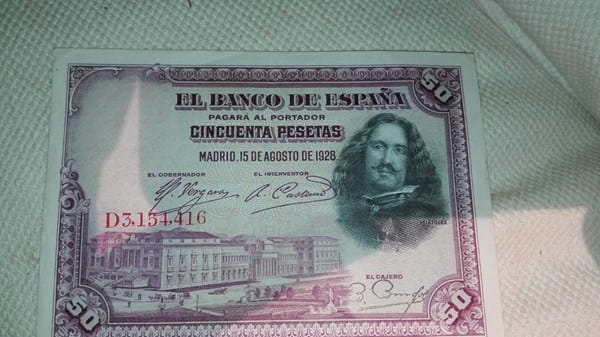 50
EL BANCO DE ESPAÑA
PAGARÁ AL PORTADOR
CINCUENTA PESETAS
MADRID, 15 DE AGOSTO DE 1928
EL GOBERNADOR EL INTERVENTOR
D3,154,416
VELAZQUEZ
EL CAJERO
50 50